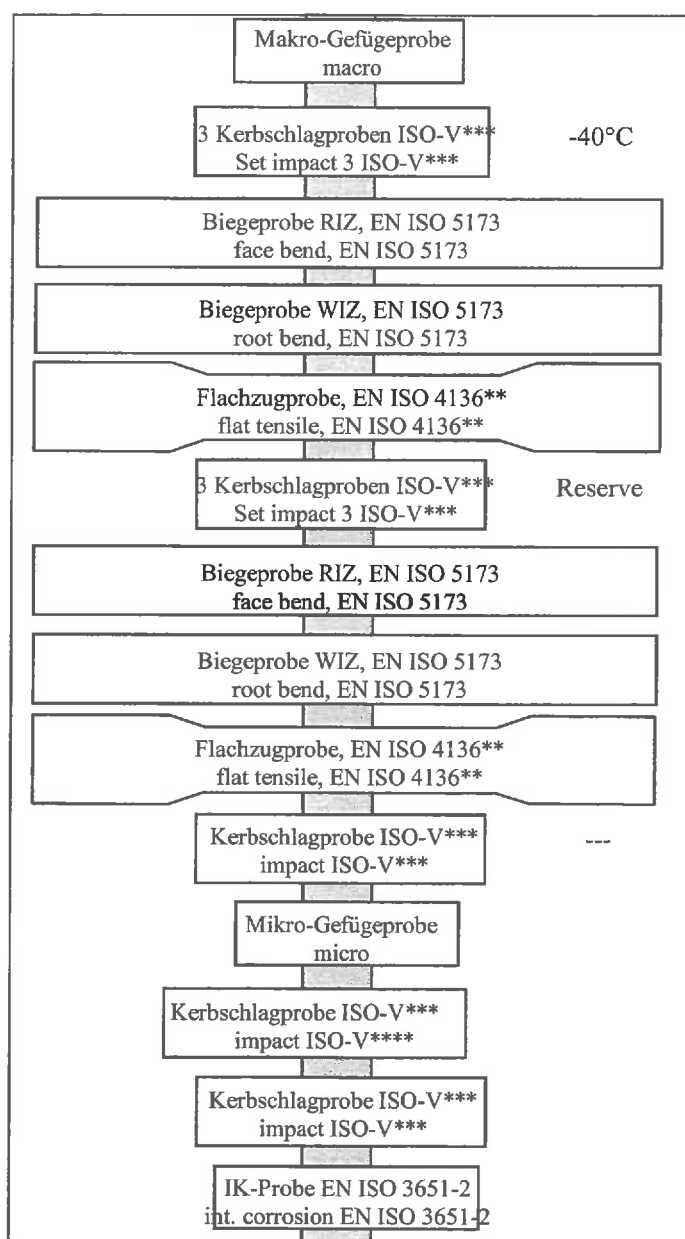 Makro-Gefügeprobe
macro
3 Kerbschlagproben ISO-V*** -40°C
Set impact 3 ISO-V***
Biegeprobe RIZ, EN ISO 5173
face bend, EN ISO 5173
Biegeprobe WIZ, EN ISO 5173
root bend, EN ISO 5173
Flachzugprobe, EN ISO 4136**
flat tensile, EN ISO 4136**
3 Kerbschlagproben ISO-V*** Reserve
Set impact 3 ISO-V***
Biegeprobe RIZ, EN ISO 5173
face bend, EN ISO 5173
Biegeprobe WIZ, EN ISO 5173
root bend, EN ISO 5173
Flachzugprobe, EN ISO 4136**
flat tensile, EN ISO 4136**
Kerbschlagprobe ISO-V*** ---
impact ISO-V***
Mikro-Gefügeprobe
micro
Kerbschlagprobe ISO-V***
impact ISO-V****
Kerbschlagprobe ISO-V***
impact ISO-V***
IK-Probe EN ISO 3651-2
int. corrosion EN ISO 3651-2